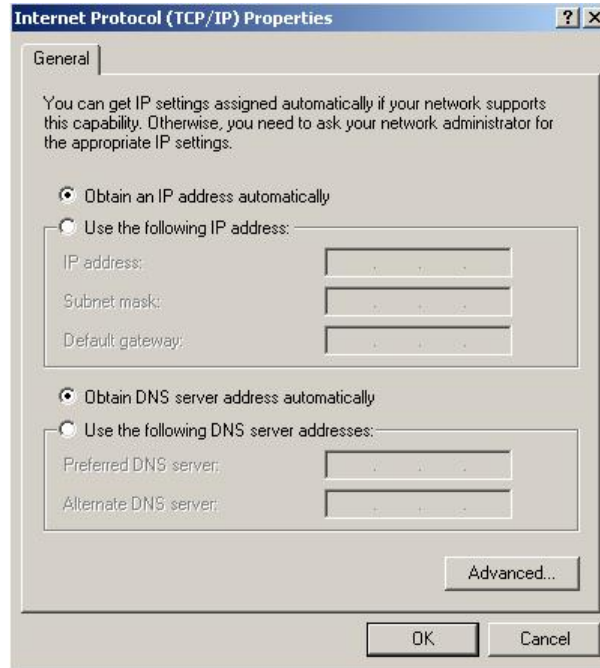 Internet Protocol (TCP/IP) Properties
General
You can get IP settings assigned automatically if your network supports
this capability. Otherwise, you need to ask your network administrator for
the appropriate IP settings.
Obtain an IP address automatically
Use the following IP address:
IP address:
Subnet mask:
Default gateway:
Obtain DNS server address automatically
Use the following DNS server addresses:
Preferred DNS server:
Alternate DNS server:
Advanced...
OK Cancel